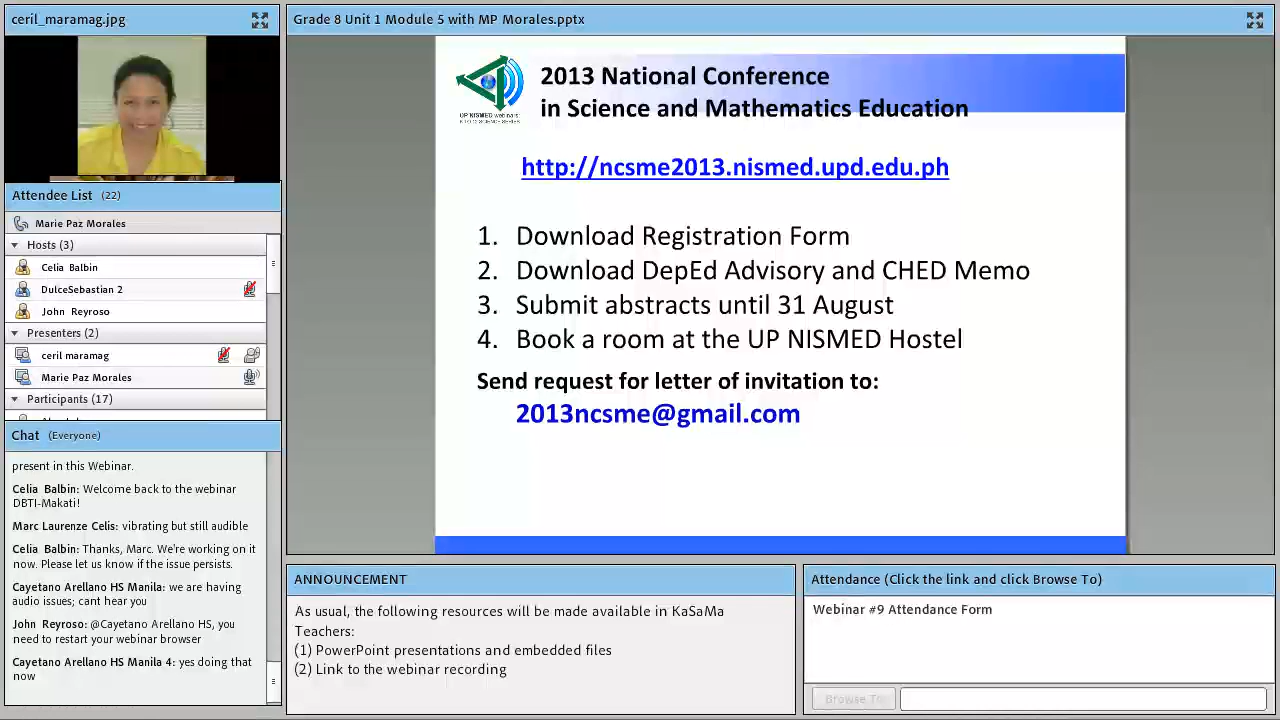 ceril_maramag.jpg
Attendee List (22)
Marie Paz Morales
Hosts (3)
Celia Balbin
DulceSebastian 2
John Reyroso
Presenters (2)
ceril maramag
Marie Paz Morales
Participants (17)
Chat (Everyone)
present in this Webinar.
Celia Balbin: Welcome back to the webinar
DBTI-Makati!
Marc Laurenze Celis: vibrating but still audible
Celia Balbin: Thanks, Marc. We're working on it
now. Please let us know if the issue persists.
Cayetano Arellano HS Manila: we are having
audio issues; cant hear you
John Reyroso: @Cayetano Arellano HS, you
need to restart your webinar browser
Cayetano Arellano HS Manila 4: yes doing that
now
Grade 8 Unit 1 Module 5 with MP Morales.pptx
UP NISMED webinars:
K TO 12 SCIENCE SERIES
2013 National Conference
in Science and Mathematics Education
http://ncsme2013.nismed.upd.edu.ph
1. Download Registration Form
2. Download DepEd Advisory and CHED Memo
3. Submit abstracts until 31 August
4. Book a room at the UP NISMED Hostel
Send request for letter of invitation to:
2013ncsme@gmail.com
ANNOUNCEMENT
As usual, the following resources will be made available in KaSaMa
Teachers:
(1) PowerPoint presentations and embedded files
(2) Link to the webinar recording
Attendance (Click the link and click Browse To)
Webinar #9 Attendance Form
Browse To